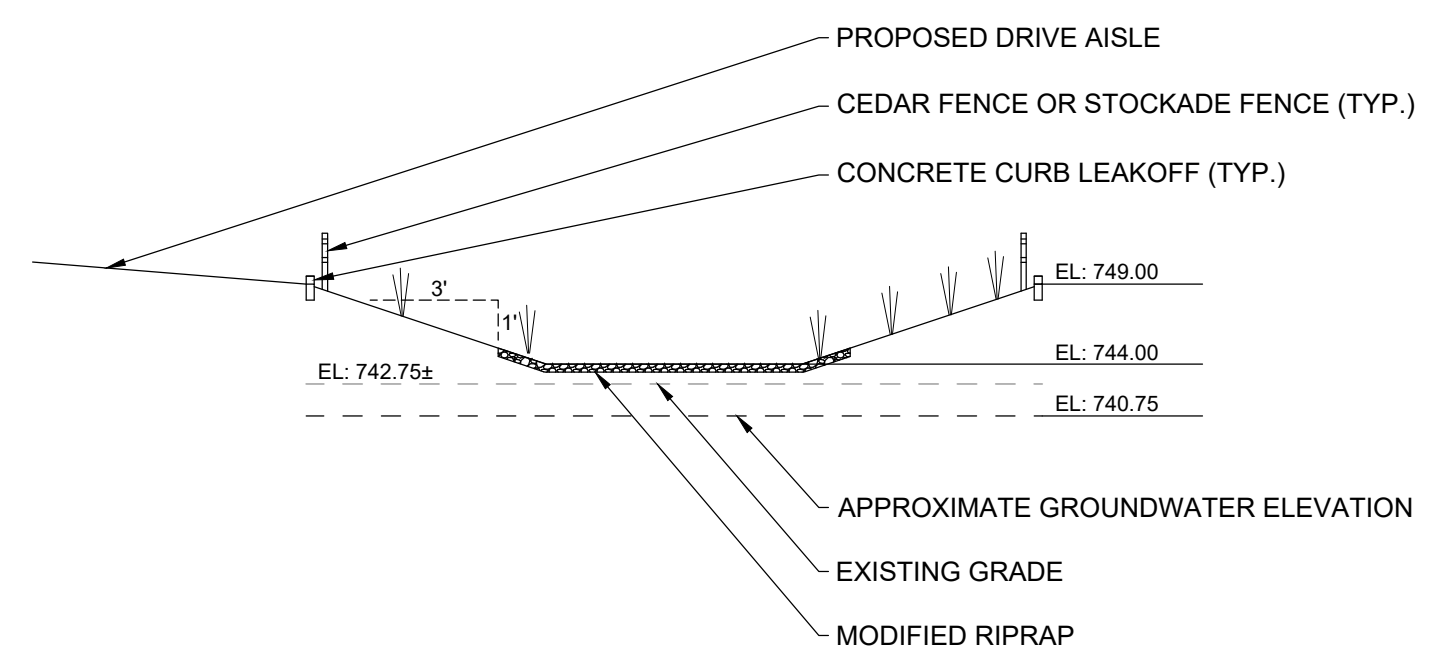 PROPOSED DRIVE AISLE
CEDAR FENCE OR STOCKADE FENCE (TYP.)
CONCRETE CURB LEAKOFF (TYP.)
EL: 749.00
3'
1'
EL: 744.00
EL: 742.75±
EL: 740.75
APPROXIMATE GROUNDWATER ELEVATION
EXISTING GRADE
MODIFIED RIPRAP